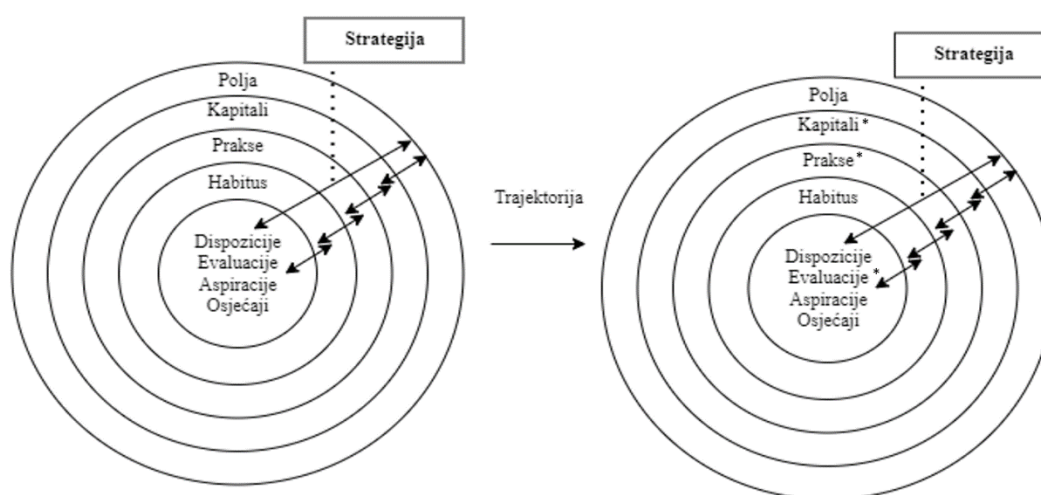 Strategija
Polja
Kapitali
Prakse
Habitus
Dispozicije
Evaluacije
Aspiracije
Osjećaji
Trajektorija
Strategija
Polja
Kapitali*
Prakse*
Habitus
Dispozicije
Evaluacije*
Aspiracije
Osjećaji